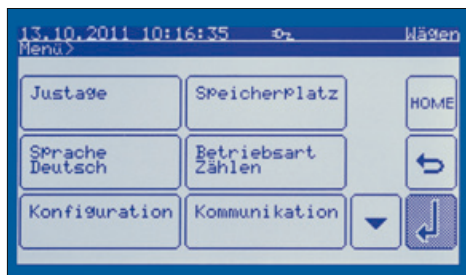 13.10.2011 10:16:35 Wägen
Menü>
Justage
Speicherplatz
HOME
Sprache
Deutsch
Betriebsart
Zählen
Konfiguration
Kommunikation